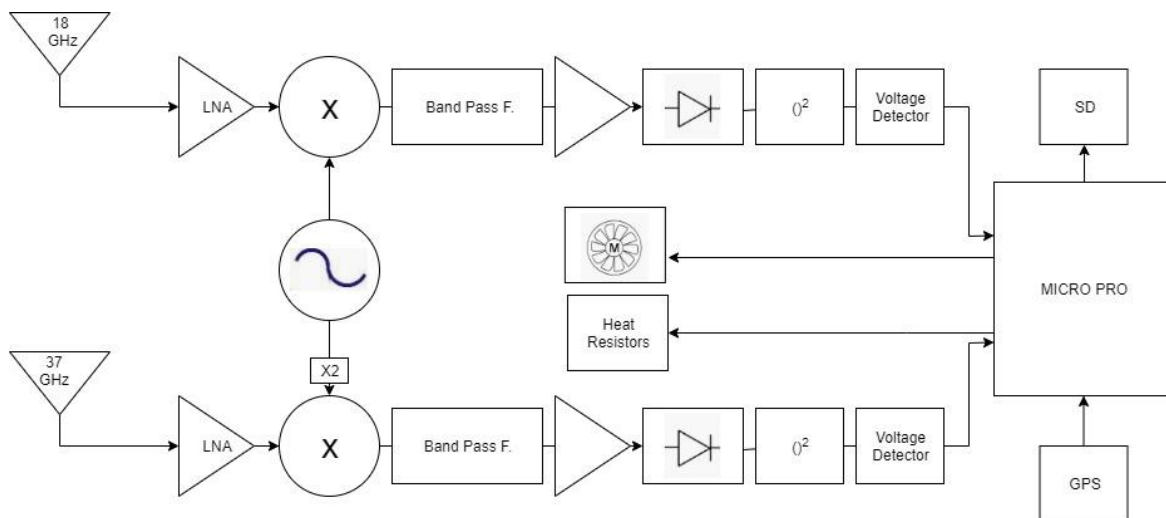 18
GHz
LNA
X
Band Pass F.
()²
Voltage
Detector
SD
M
MICRO PRO
Heat
Resistors
37
GHz
X2
LNA
X
Band Pass F.
()²
Voltage
Detector
GPS